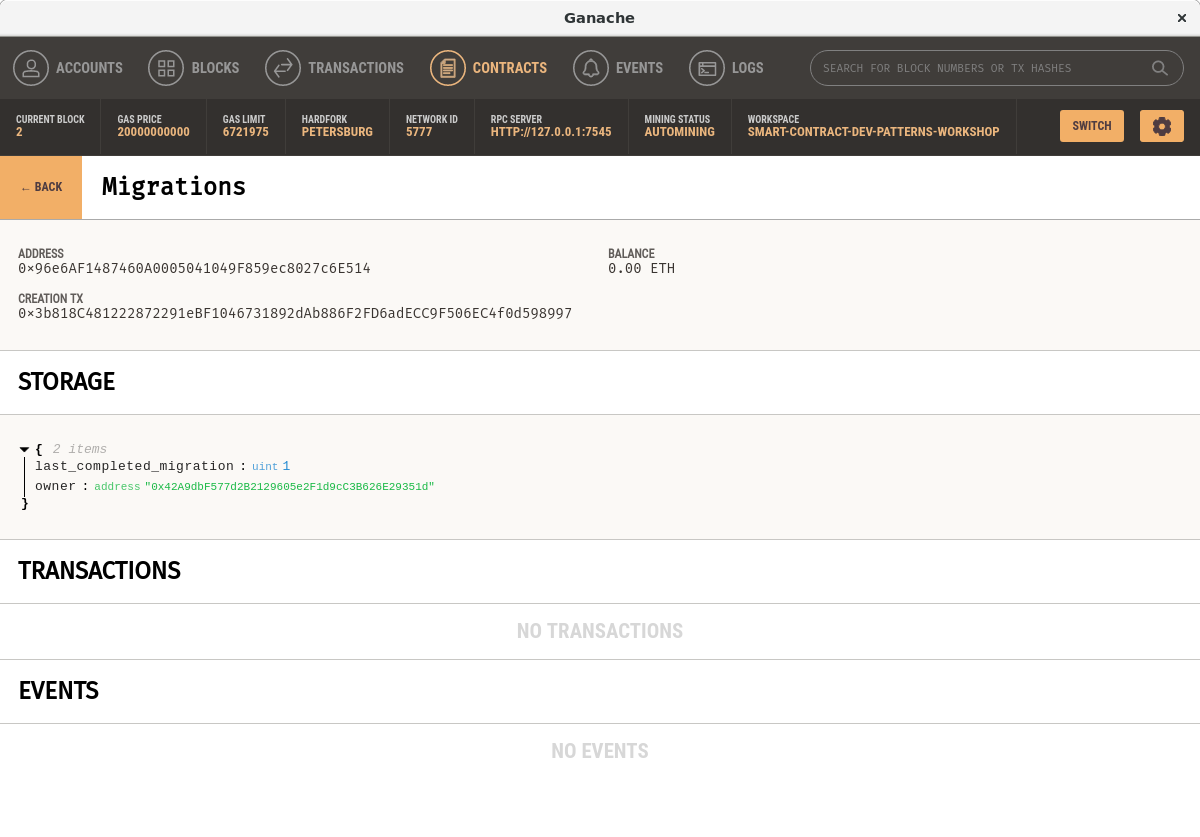 Ganache
ACCOUNTS BLOCKS TRANSACTIONS CONTRACTS EVENTS LOGS SEARCH FOR BLOCK NUMBERS OR TX HASHES
CURRENT BLOCK GAS PRICE GAS LIMIT HARDFORK NETWORK ID RPC SERVER MINING STATUS WORKSPACE
2 20000000000 6721975 PETERSBURG 5777 HTTP://127.0.0.1:7545 AUTOMINING SMART-CONTRACT-DEV-PATTERNS-WORKSHOP SWITCH
← BACK Migrations
ADDRESS BALANCE
0×96e6AF1487460A0005041049F859ec8027c6E514 0.00 ETH
CREATION TX
0×3b818C481222872291eBF1046731892dAb886F2FD6adECC9F506EC4f0d598997
STORAGE
{ 2 items
last_completed_migration : uint 1
owner : address "0x42A9dbF577d2B2129605e2F1d9cC3B626E29351d"
}
TRANSACTIONS
NO TRANSACTIONS
EVENTS
NO EVENTS